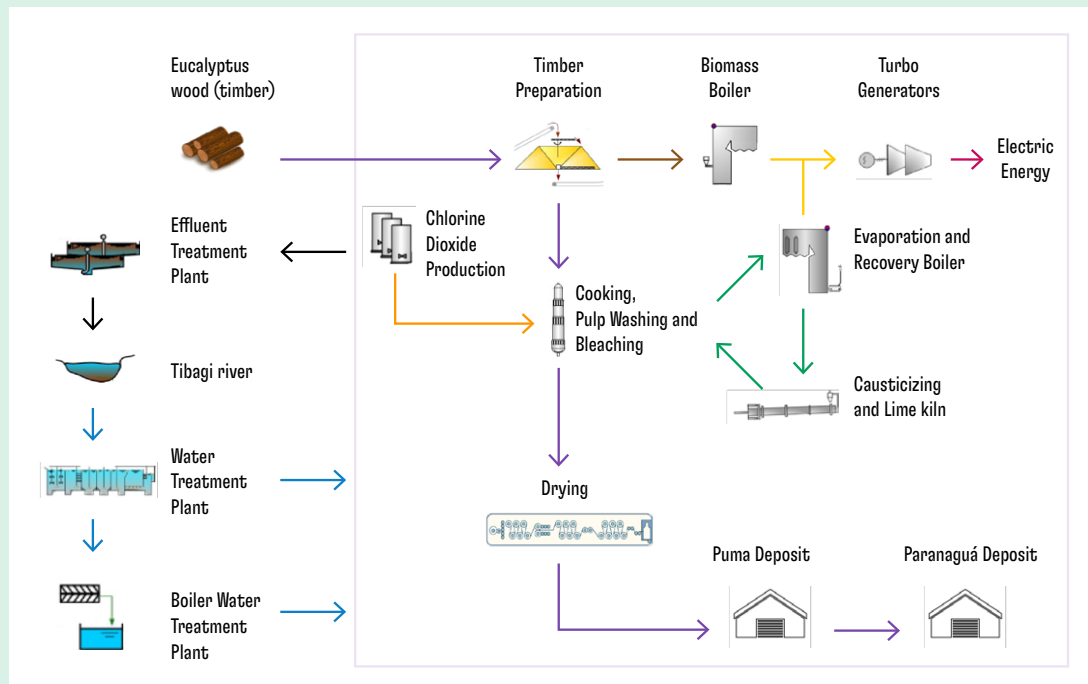 Eucalyptus
wood (timber)
Timber
Preparation
Biomass
Boiler
Turbo
Generators
Electric
Energy
Effluent
Treatment
Plant
Chlorine
Dioxide
Production
Evaporation and
Recovery Boiler
Cooking,
Pulp Washing and
Bleaching
Tibagi river
Causticizing
and Lime kiln
Water
Treatment
Plant
Drying
Puma Deposit
Paranaguá Deposit
Boiler Water
Treatment
Plant